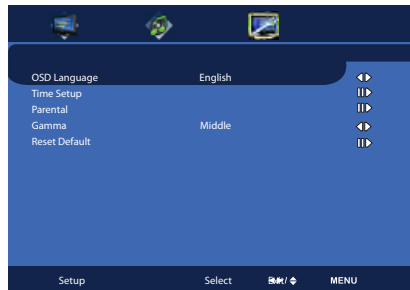 OSD Language English
Time Setup
Parental
Gamma Middle
Reset Default
Setup Select / MENU